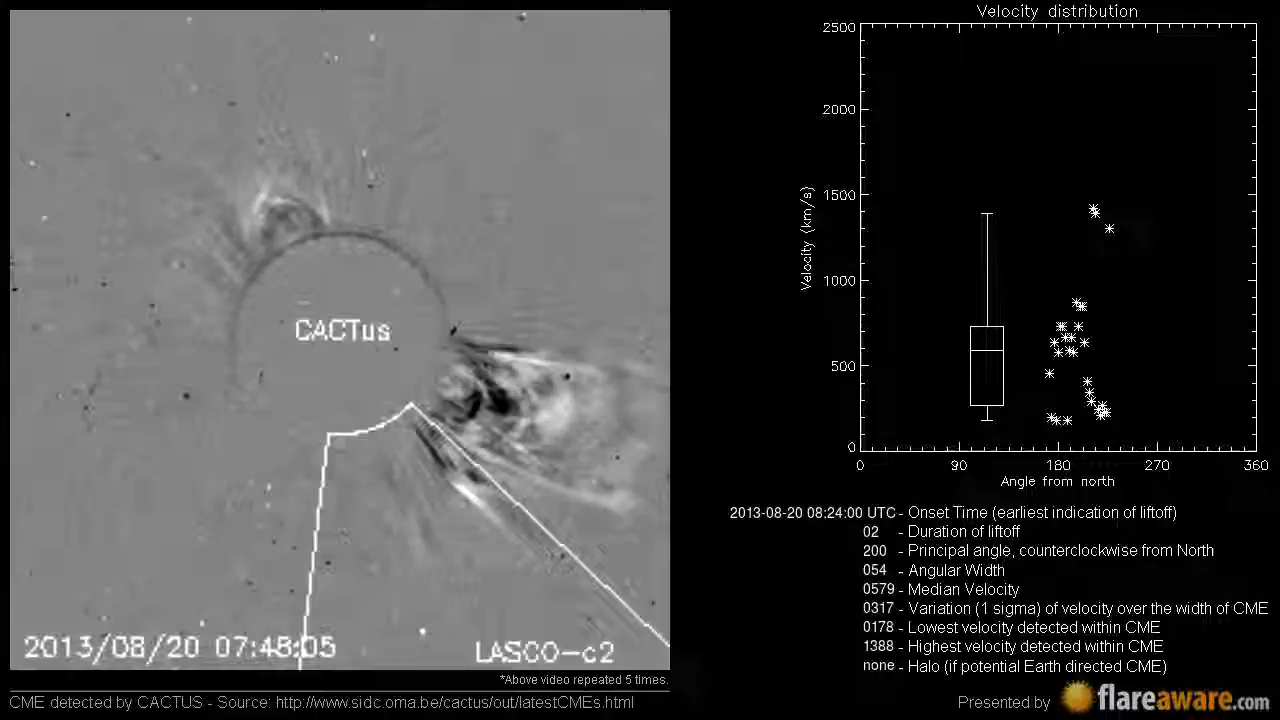 Velocity distribution
2500
2000
1500
1000
500
0
Velocity (km/s)
0 90 180 270 360
Angle from north
CACTus
2013/08/20 07:48:05
LASCO-c2
*Above video repeated 5 times.
CME detected by CACTUS - Source: http://www.sidc.oma.be/cactus/out/latestCMEs.html
2013-08-20 08:24:00 UTC - Onset Time (earliest indication of liftoff)
02 - Duration of liftoff
200 - Principal angle, counterclockwise from North
054 - Angular Width
0579 - Median Velocity
0317 - Variation (1 sigma) of velocity over the width of CME
0178 - Lowest velocity detected within CME
1388 - Highest velocity detected within CME
none - Halo (if potential Earth directed CME)
Presented by flareaware.com